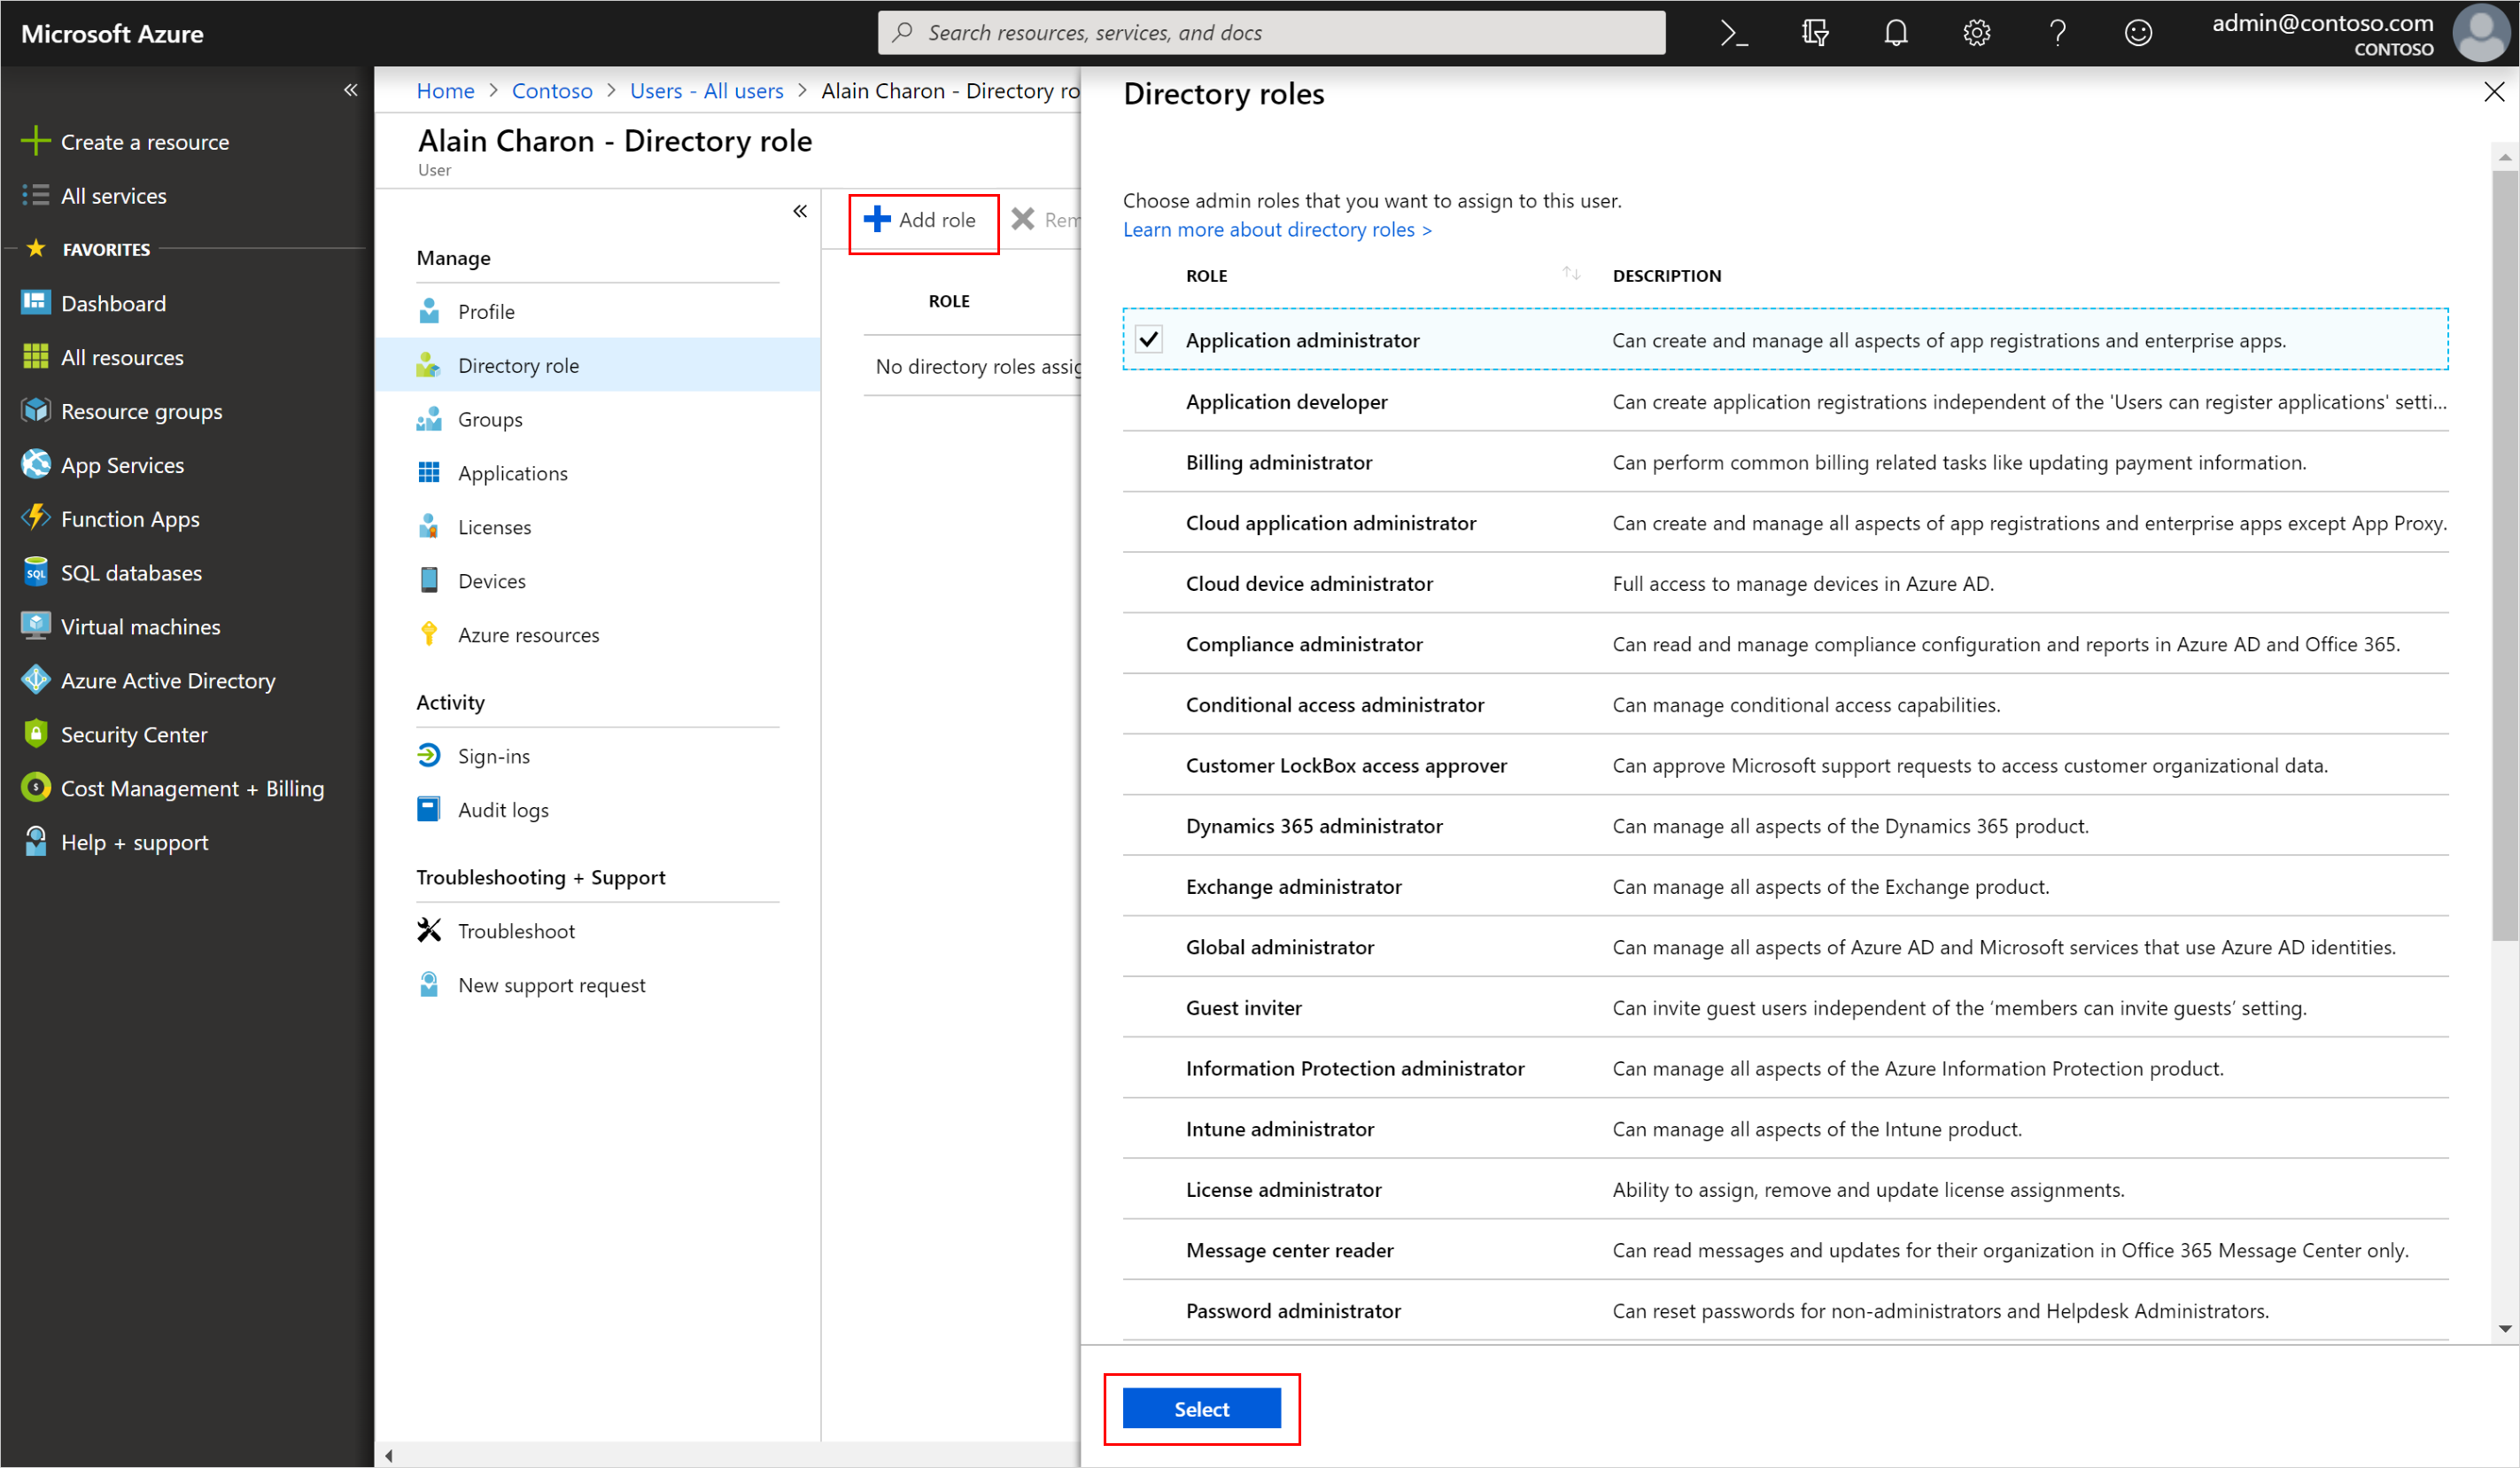 Microsoft Azure
Search resources, services, and docs
admin@contoso.com
CONTOSO
Create a resource
All services
FAVORITES
Dashboard
All resources
Resource groups
App Services
Function Apps
SQL databases
Virtual machines
Azure Active Directory
Security Center
Cost Management + Billing
Help + support
Home > Contoso > Users - All users > Alain Charon - Directory ro
Alain Charon - Directory role
User
Manage
Profile
Directory role
Groups
Applications
Licenses
Devices
Azure resources
Activity
Sign-ins
Audit logs
Troubleshooting + Support
Troubleshoot
New support request
Add role
Rem
ROLE
No directory roles assig
Directory roles
Choose admin roles that you want to assign to this user.
Learn more about directory roles >
ROLE DESCRIPTION
Application administrator Can create and manage all aspects of app registrations and enterprise apps.
Application developer Can create application registrations independent of the 'Users can register applications' setti...
Billing administrator Can perform common billing related tasks like updating payment information.
Cloud application administrator Can create and manage all aspects of app registrations and enterprise apps except App Proxy.
Cloud device administrator Full access to manage devices in Azure AD.
Compliance administrator Can read and manage compliance configuration and reports in Azure AD and Office 365.
Conditional access administrator Can manage conditional access capabilities.
Customer LockBox access approver Can approve Microsoft support requests to access customer organizational data.
Dynamics 365 administrator Can manage all aspects of the Dynamics 365 product.
Exchange administrator Can manage all aspects of the Exchange product.
Global administrator Can manage all aspects of Azure AD and Microsoft services that use Azure AD identities.
Guest inviter Can invite guest users independent of the ‘members can invite guests’ setting.
Information Protection administrator Can manage all aspects of the Azure Information Protection product.
Intune administrator Can manage all aspects of the Intune product.
License administrator Ability to assign, remove and update license assignments.
Message center reader Can read messages and updates for their organization in Office 365 Message Center only.
Password administrator Can reset passwords for non-administrators and Helpdesk Administrators.
Select